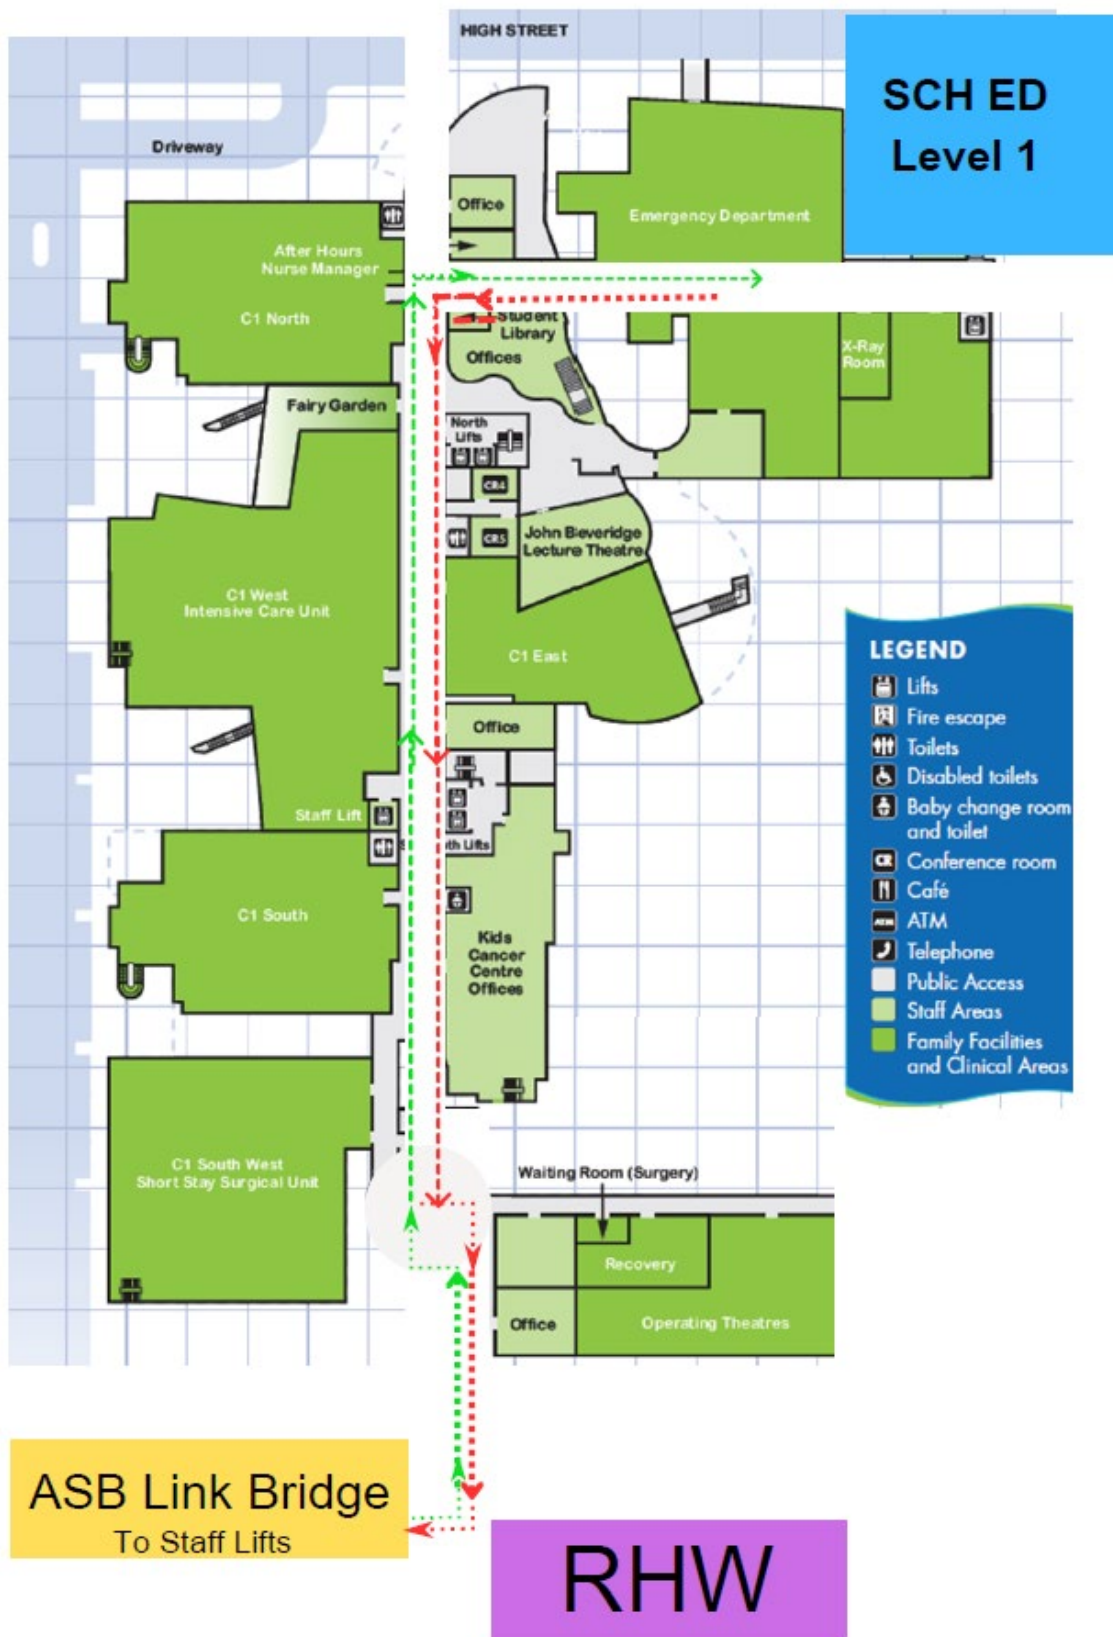 HIGH STREET
SCH ED
Level 1
Driveway
Office
Emergency Department
After Hours
Nurse Manager
C1 North
Student
Library
Offices
X-Ray
Room
Fairy Garden
North
Lifts
CR4
CR5
John Beveridge
Lecture Theatre
C1 West
Intensive Care Unit
C1 East
Office
Staff Lift
S
th Lifts
C1 South
Kids
Cancer
Centre
Offices
LEGEND
Lifts
Fire escape
Toilets
Disabled toilets
Baby change room
and toilet
CR Conference room
Café
ATM ATM
Telephone
Public Access
Staff Areas
Family Facilities
and Clinical Areas
C1 South West
Short Stay Surgical Unit
Waiting Room (Surgery)
Recovery
Office
Operating Theatres
ASB Link Bridge
To Staff Lifts
RHW